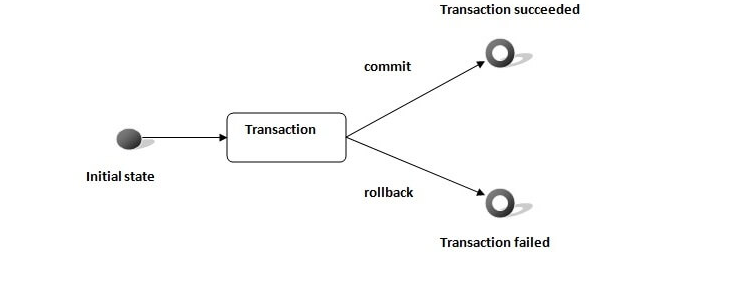 Transaction succeeded
commit
Transaction
Initial state
rollback
Transaction failed